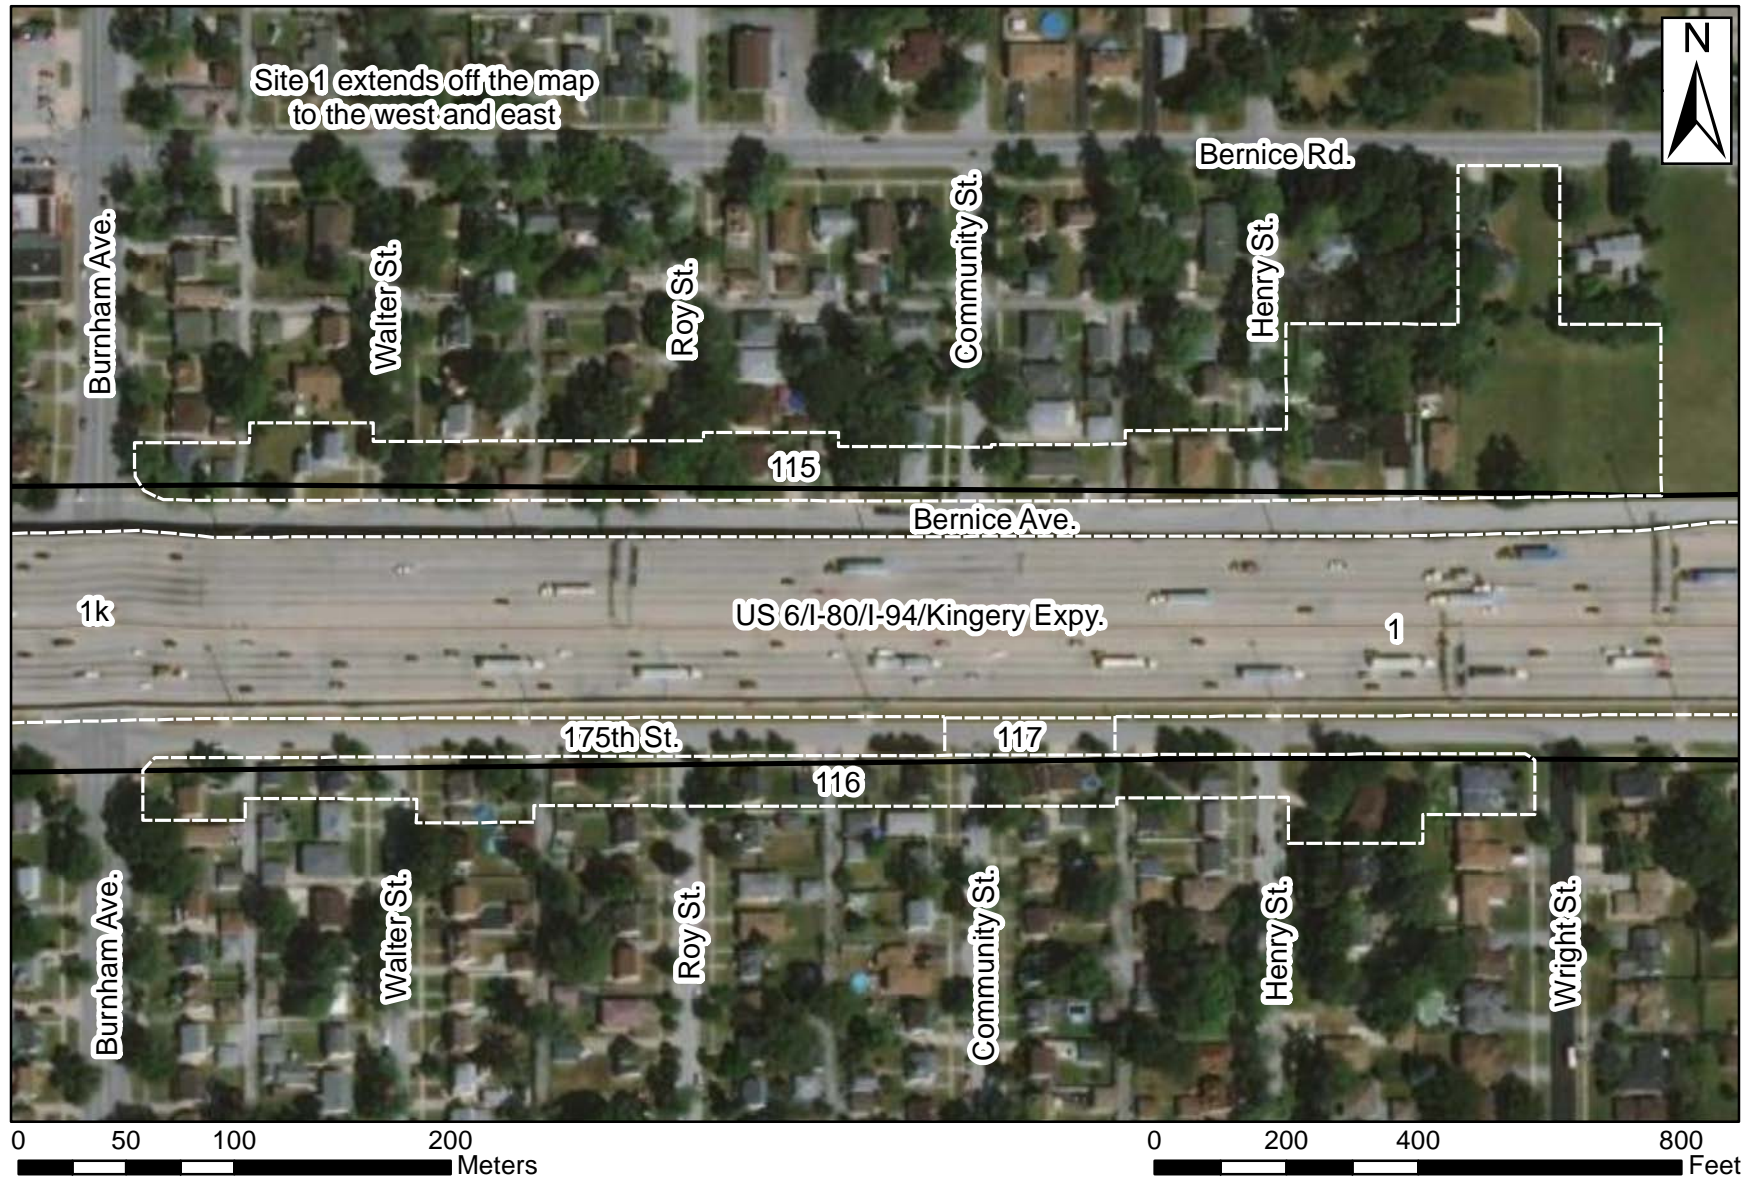 N
Site 1 extends off the map
to the west and east
Bernice Rd.
Burnham Ave.
Walter St.
Roy St.
Community St.
Henry St.
115
Bernice Ave.
1k
US 6/I-80/I-94/Kingery Expy.
1
175th St.
117
116
Burnham Ave.
Walter St.
Roy St.
Community St.
Henry St.
Wright St.
0 50 100 200
Meters
0 200 400 800
Feet